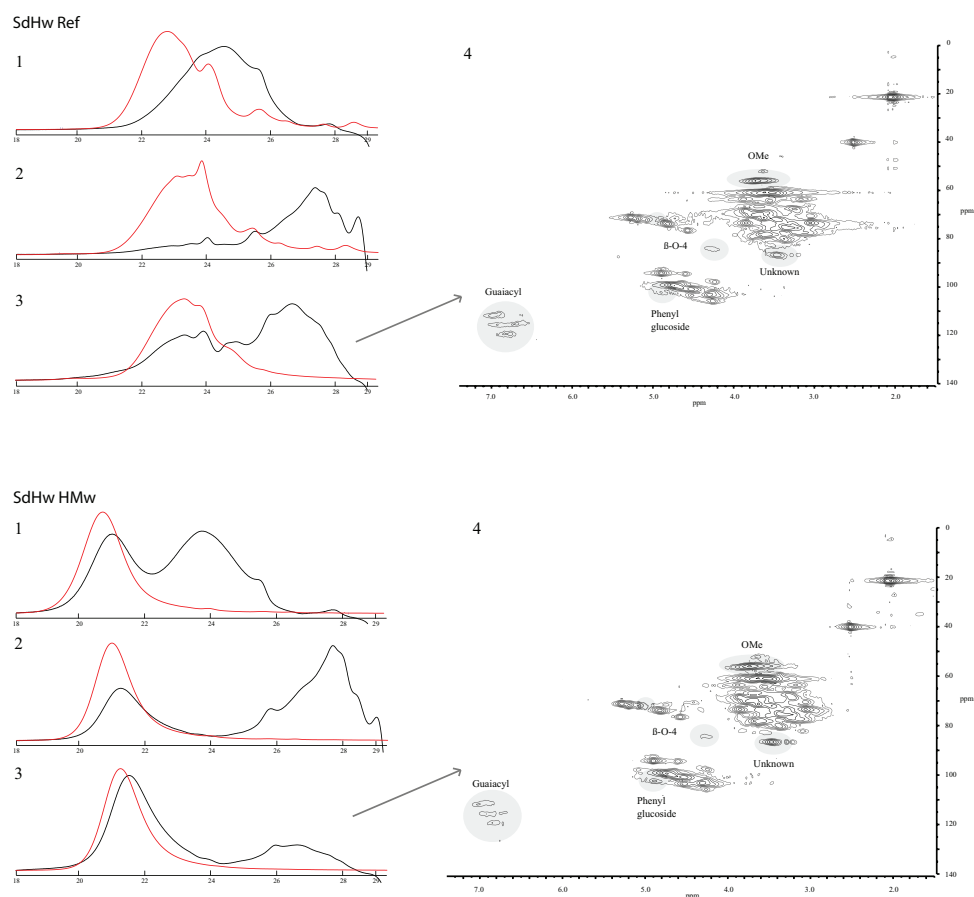 SdHw Ref
1
18 20 22 24 26 28 29
2
18 20 22 24 26 28 29
3
18 20 22 24 26 28 29
4
OMe
ß-O-4
Unknown
Guaiacyl
Phenyl
glucoside
0
20
40
60
ppm
80
100
120
140
7.0 6.0 5.0 4.0 3.0 2.0
ppm
SdHw HMw
1
18 20 22 24 26 28 29
2
18 20 22 24 26 28 29
3
18 20 22 24 26 28 29
4
OMe
ß-O-4
Unknown
Guaiacyl
Phenyl
glucoside
0
20
40
60
ppm
80
100
120
140
7.0 6.0 5.0 4.0 3.0 2.0
ppm